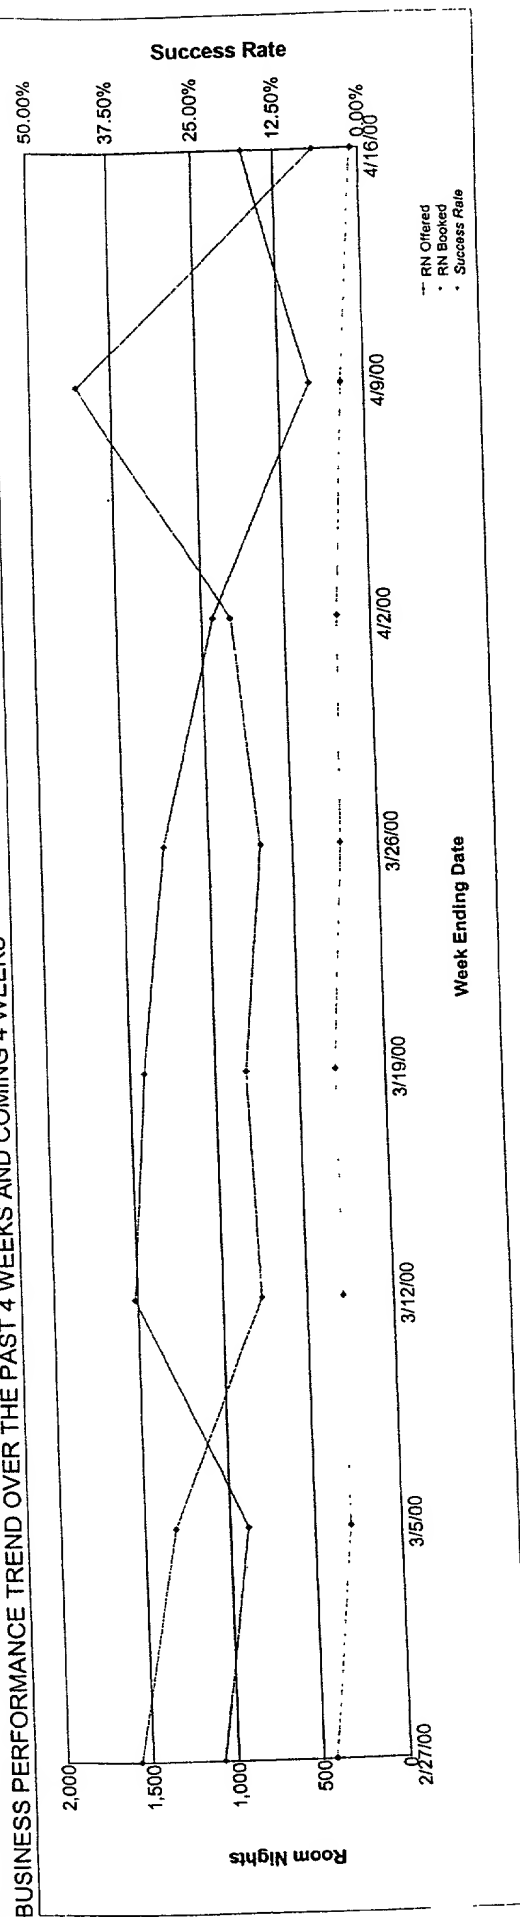 BUSINESS PERFORMANCE TREND OVER THE PAST 4 WEEKS AND COMING 4 WEEKS
Room Nights
2,000
1,500
1,000
500
0
Success Rate
50.00%
37.50%
25.00%
12.50%
0.00%
2/27/00
3/5/00
3/12/00
3/19/00
3/26/00
4/2/00
4/9/00
4/16/00
Week Ending Date
RN Offered
RN Booked
Success Rate